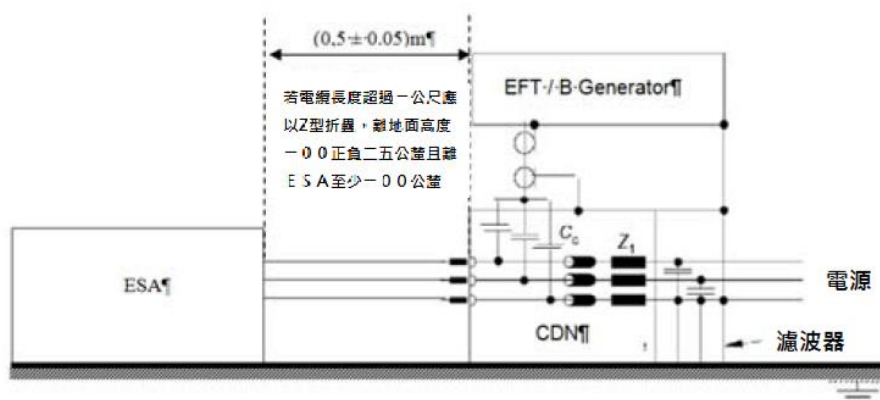 (0.5±0.05)m¶
EFT·/·B·Generator¶
若電纜長度超過一公尺應
以Z型折疊，離地面高度
一００正負二五公釐且離
ＥＳＡ至少一００公釐
C_c
Z₁
ESA¶
電源
CDN¶
濾波器